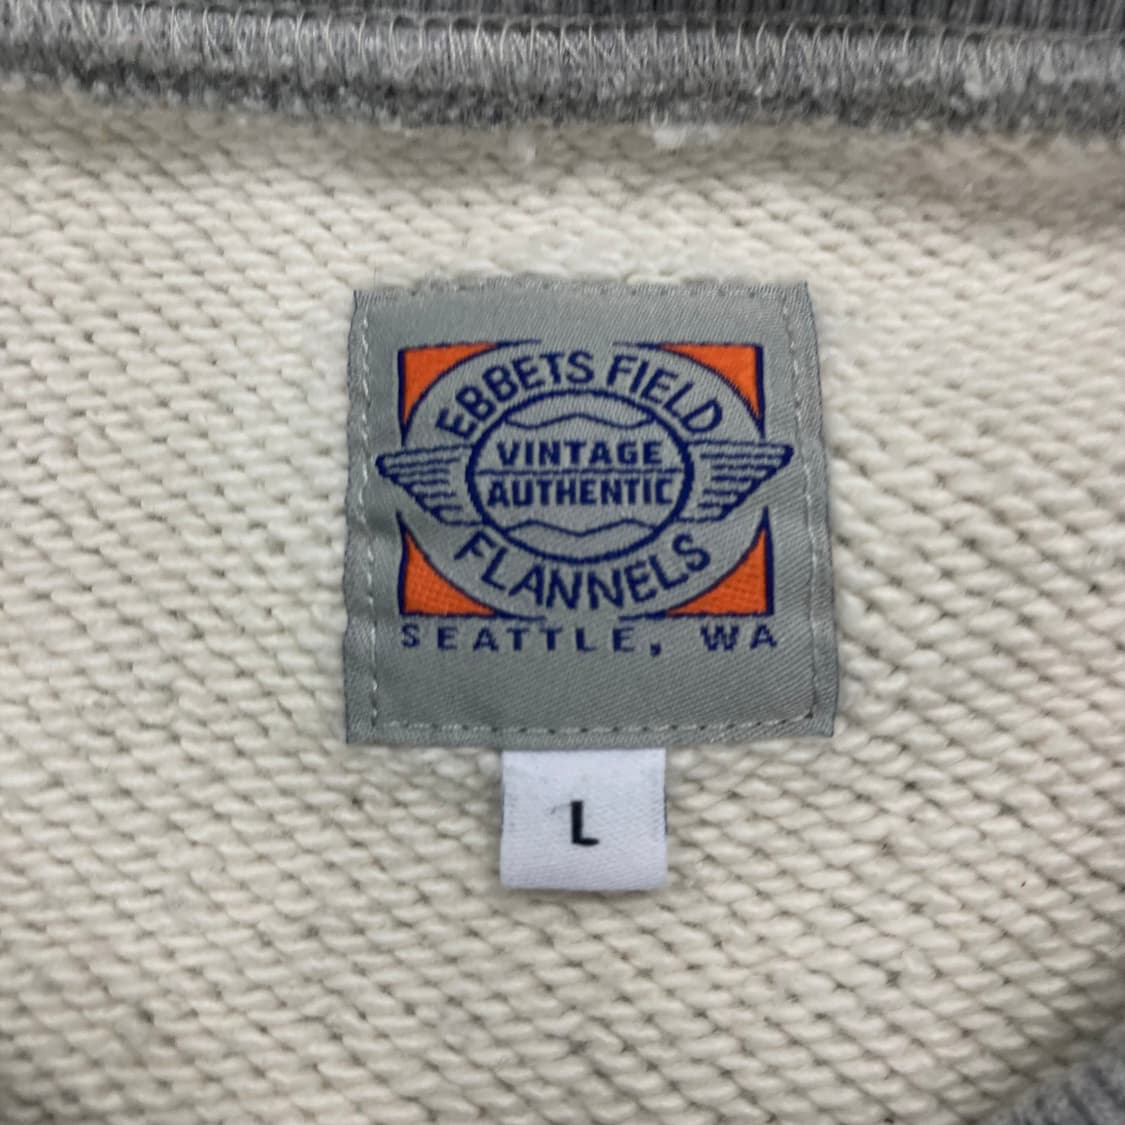 EBBETS FIELD
VINTAGE
AUTHENTIC
FLANNELS
SEATTLE, WA
L